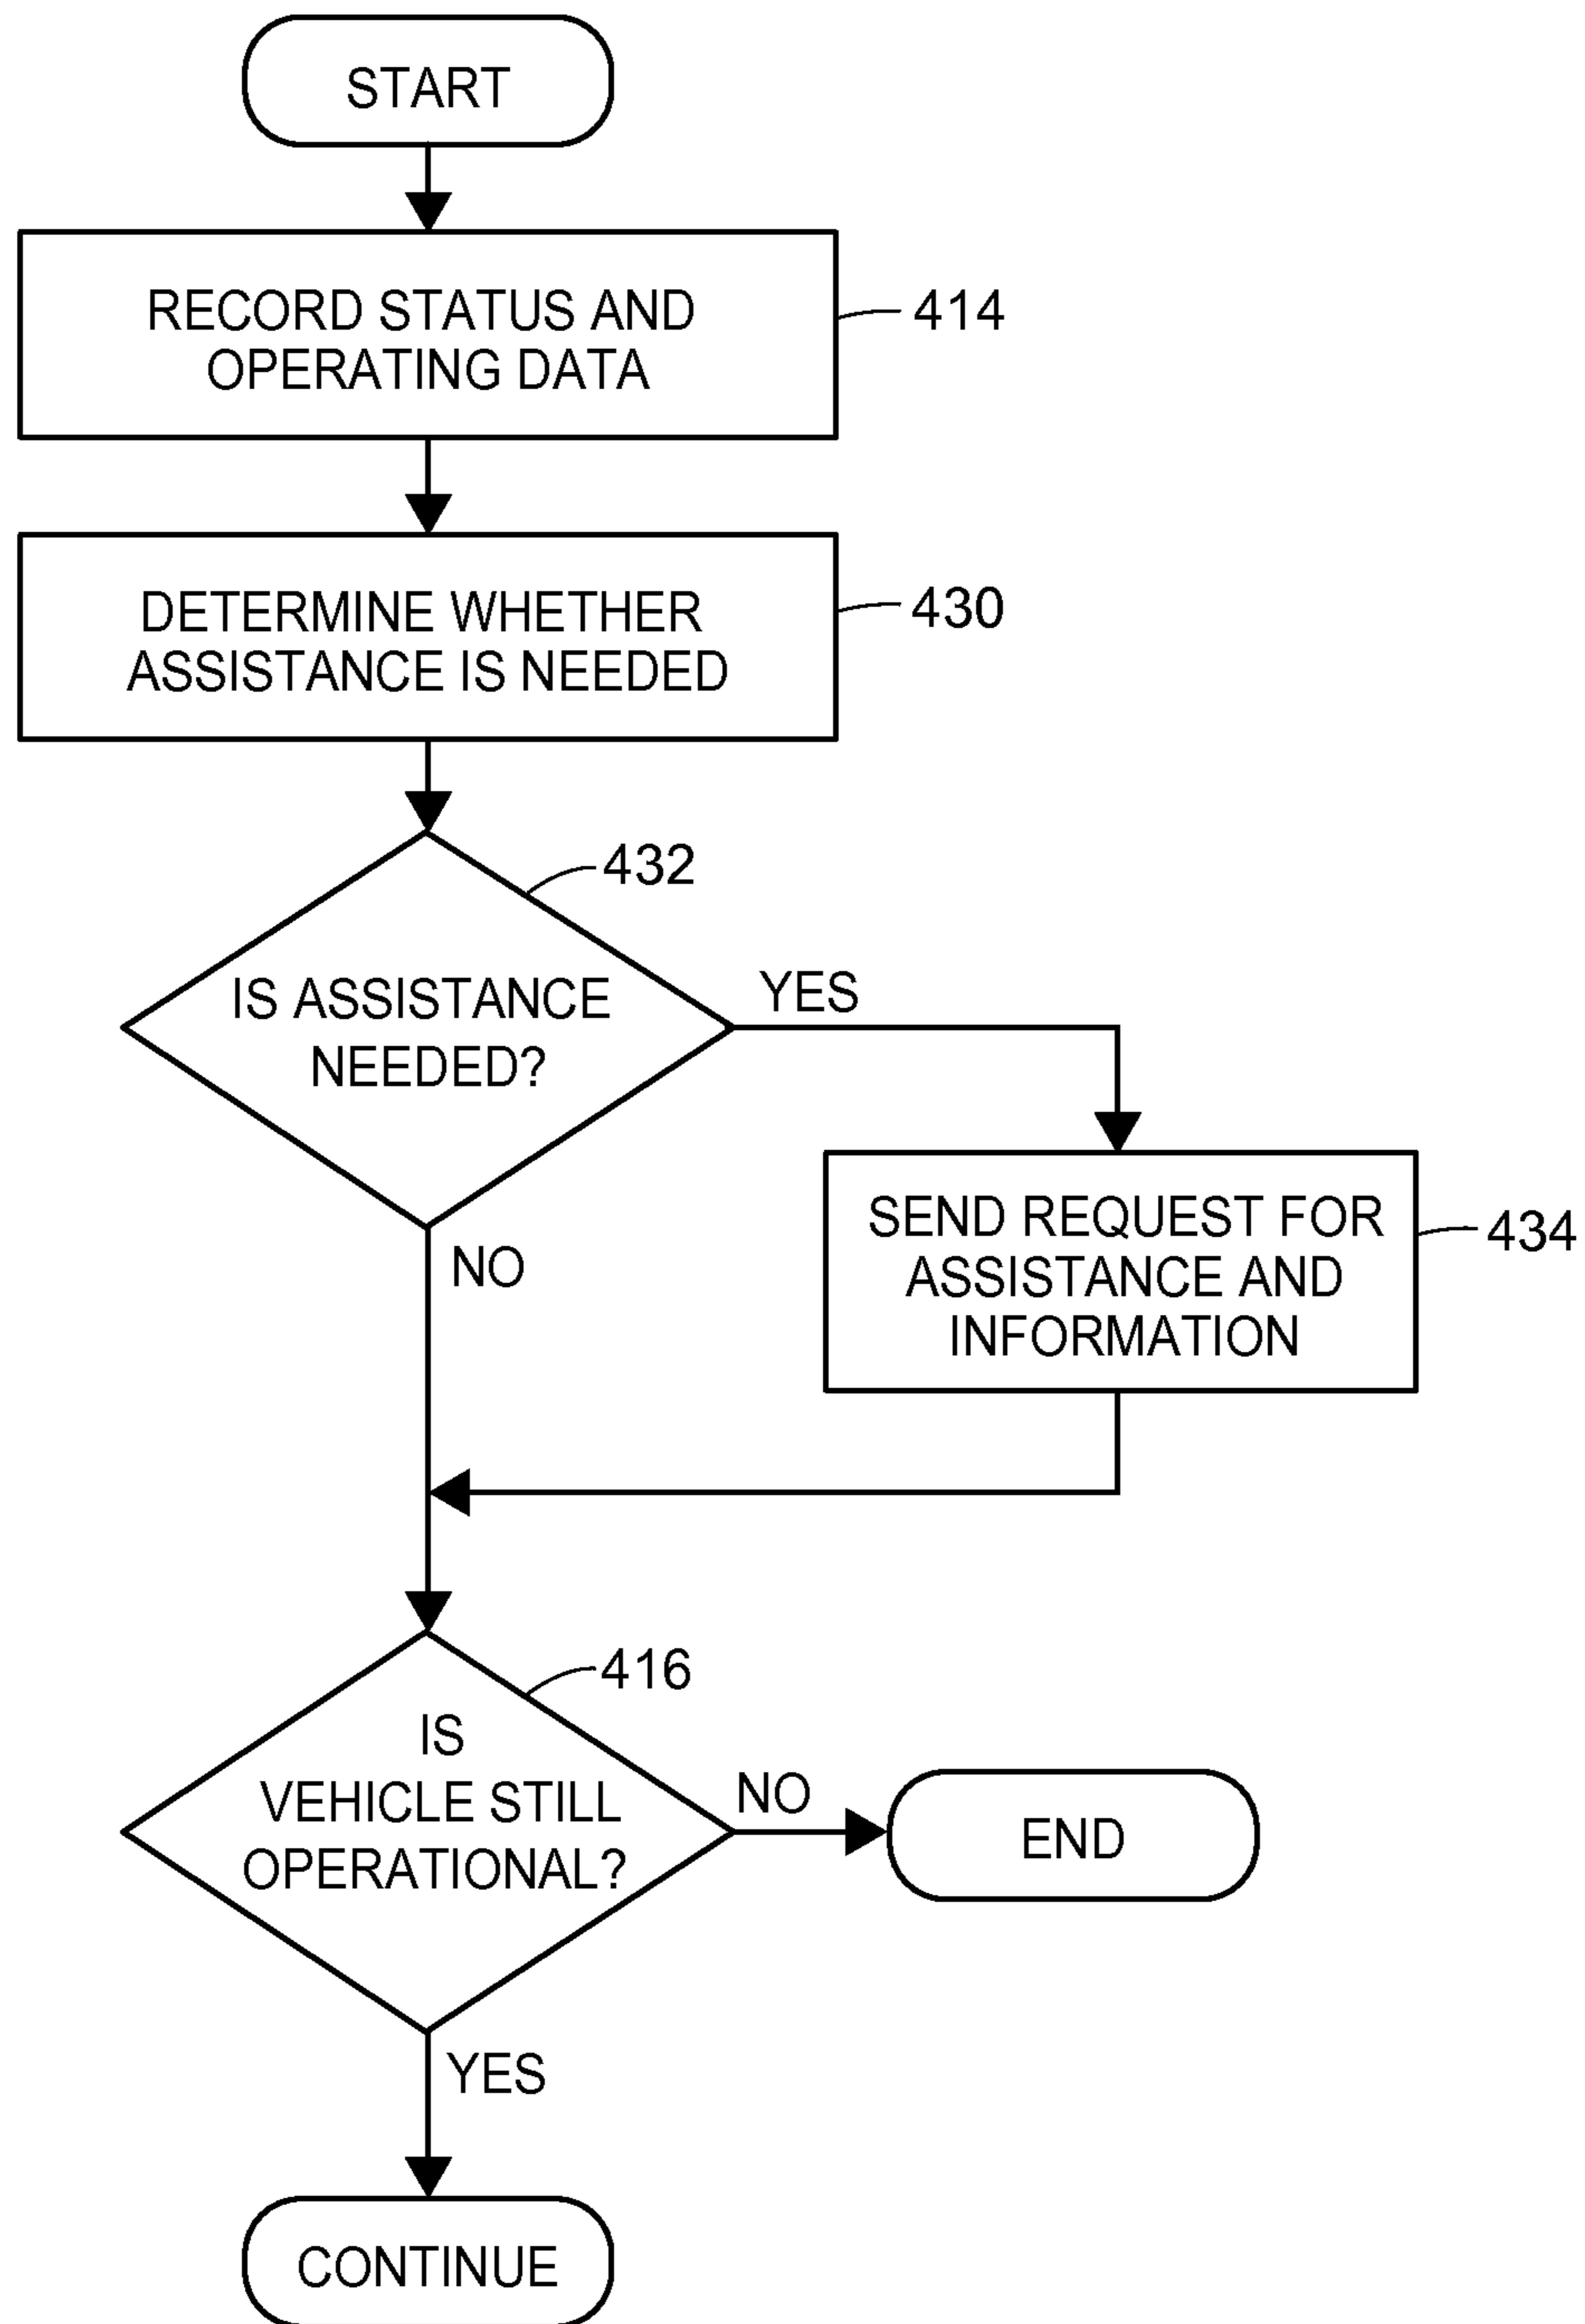 START
RECORD STATUS AND
OPERATING DATA
414
DETERMINE WHETHER
ASSISTANCE IS NEEDED
430
432
IS ASSISTANCE
NEEDED?
YES
NO
SEND REQUEST FOR
ASSISTANCE AND
INFORMATION
434
416
IS
VEHICLE STILL
OPERATIONAL?
NO
END
YES
CONTINUE